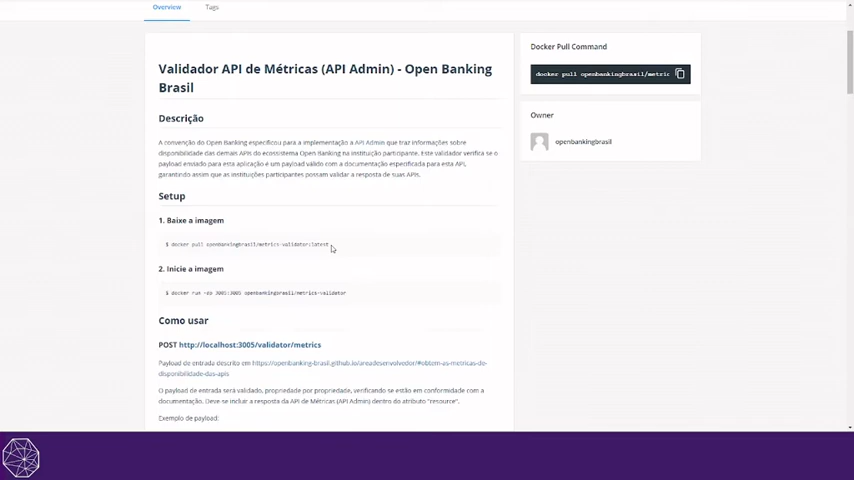 Overview Tags
Validador API de Métricas (API Admin) - Open Banking
Brasil
Descrição
A convenção do Open Banking especificou para a implementação a API Admin que traz informações sobre
disponibilidade das demais APIs do ecossistema Open Banking na instituição participante. Este validador verifica se o
payload enviado para esta aplicação é um payload válido com a documentação especificada para esta API,
garantindo assim que as instituições participantes possam validar a resposta de suas APIs.
Setup
1. Baixe a imagem
$ docker pull openbankingbrasil/metrics-validator:latest
2. Inicie a imagem
$ docker run 3005:3005 openbankingbrasil/metrics-validator
Como usar
POST http://localhost:3005/validator/metrics
Payload de entrada descrito em https://openbanking-brasil.github.io/areadesenvolvedor/#obtem-as-metricas-de-
disponibilidade-das-apis
O payload de entrada será validado, propriedade por propriedade, verificando se estão em conformidade com a
documentação. Deve-se incluir a resposta da API de Métricas (API Admin) dentro do atributo "resource".
Exemplo de payload:
Docker Pull Command
docker pull openbankingbrasil/metric
Owner
openbankingbrasil